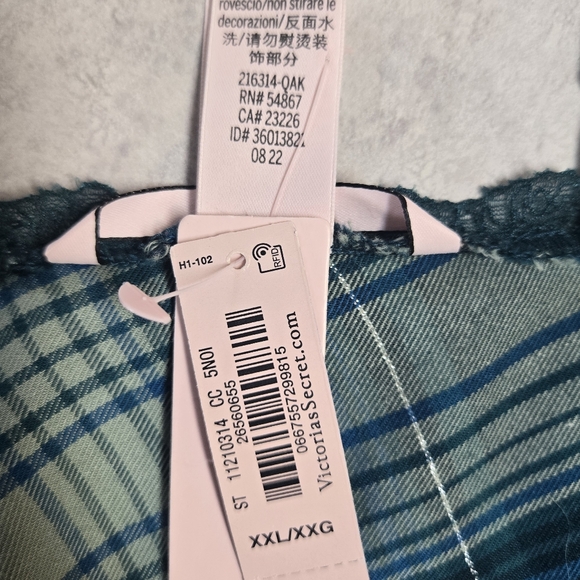 rovescio/non stirare le
decorazioni/反面水
洗/请勿熨烫装
饰部分
216314-QAK
RN# 54867
CA# 23226
ID# 36013821
08 22
H1-102
RFID
ST 11210314 CC 5N0I
26560655
0667557299815
VictoriasSecret.com
XXL/XXG